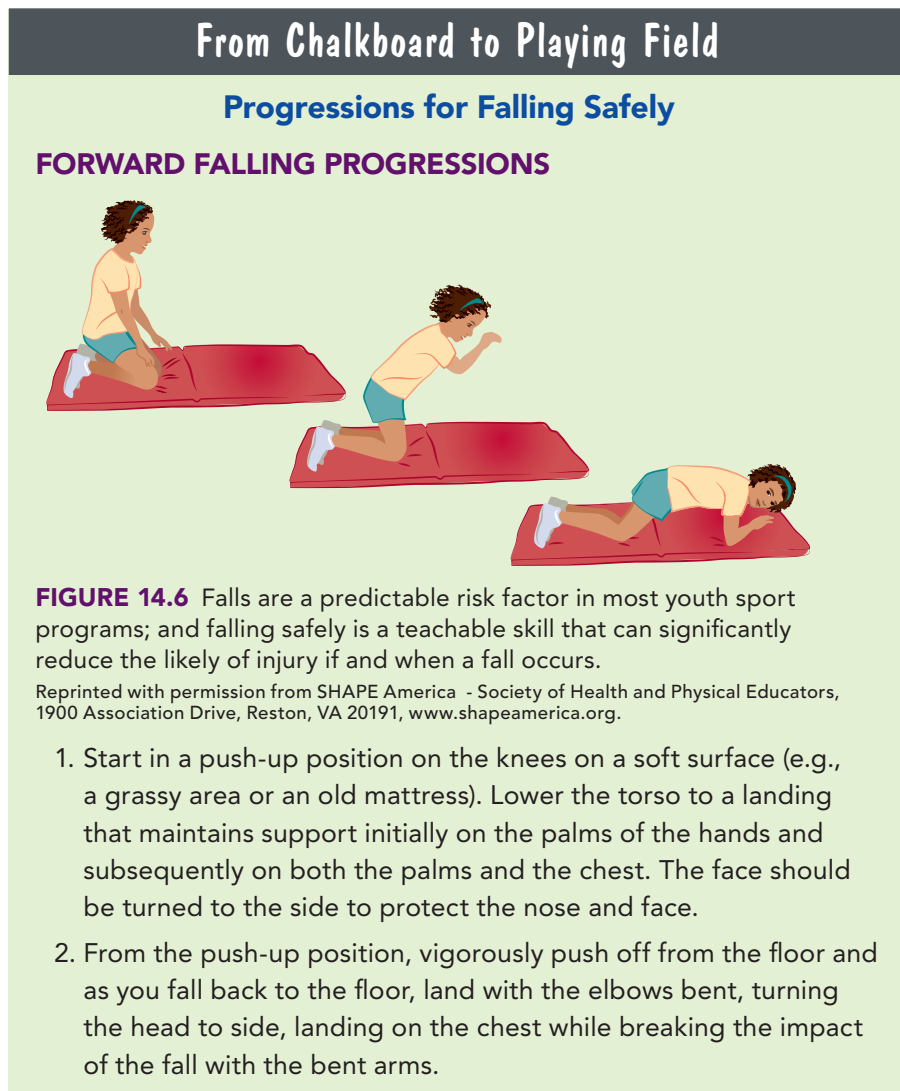 From Chalkboard to Playing Field
Progressions for Falling Safely
FORWARD FALLING PROGRESSIONS
FIGURE 14.6 Falls are a predictable risk factor in most youth sport
programs; and falling safely is a teachable skill that can significantly
reduce the likely of injury if and when a fall occurs.
Reprinted with permission from SHAPE America - Society of Health and Physical Educators,
1900 Association Drive, Reston, VA 20191, www.shapeamerica.org.
1. Start in a push-up position on the knees on a soft surface (e.g.,
a grassy area or an old mattress). Lower the torso to a landing
that maintains support initially on the palms of the hands and
subsequently on both the palms and the chest. The face should
be turned to the side to protect the nose and face.
2. From the push-up position, vigorously push off from the floor and
as you fall back to the floor, land with the elbows bent, turning
the head to side, landing on the chest while breaking the impact
of the fall with the bent arms.